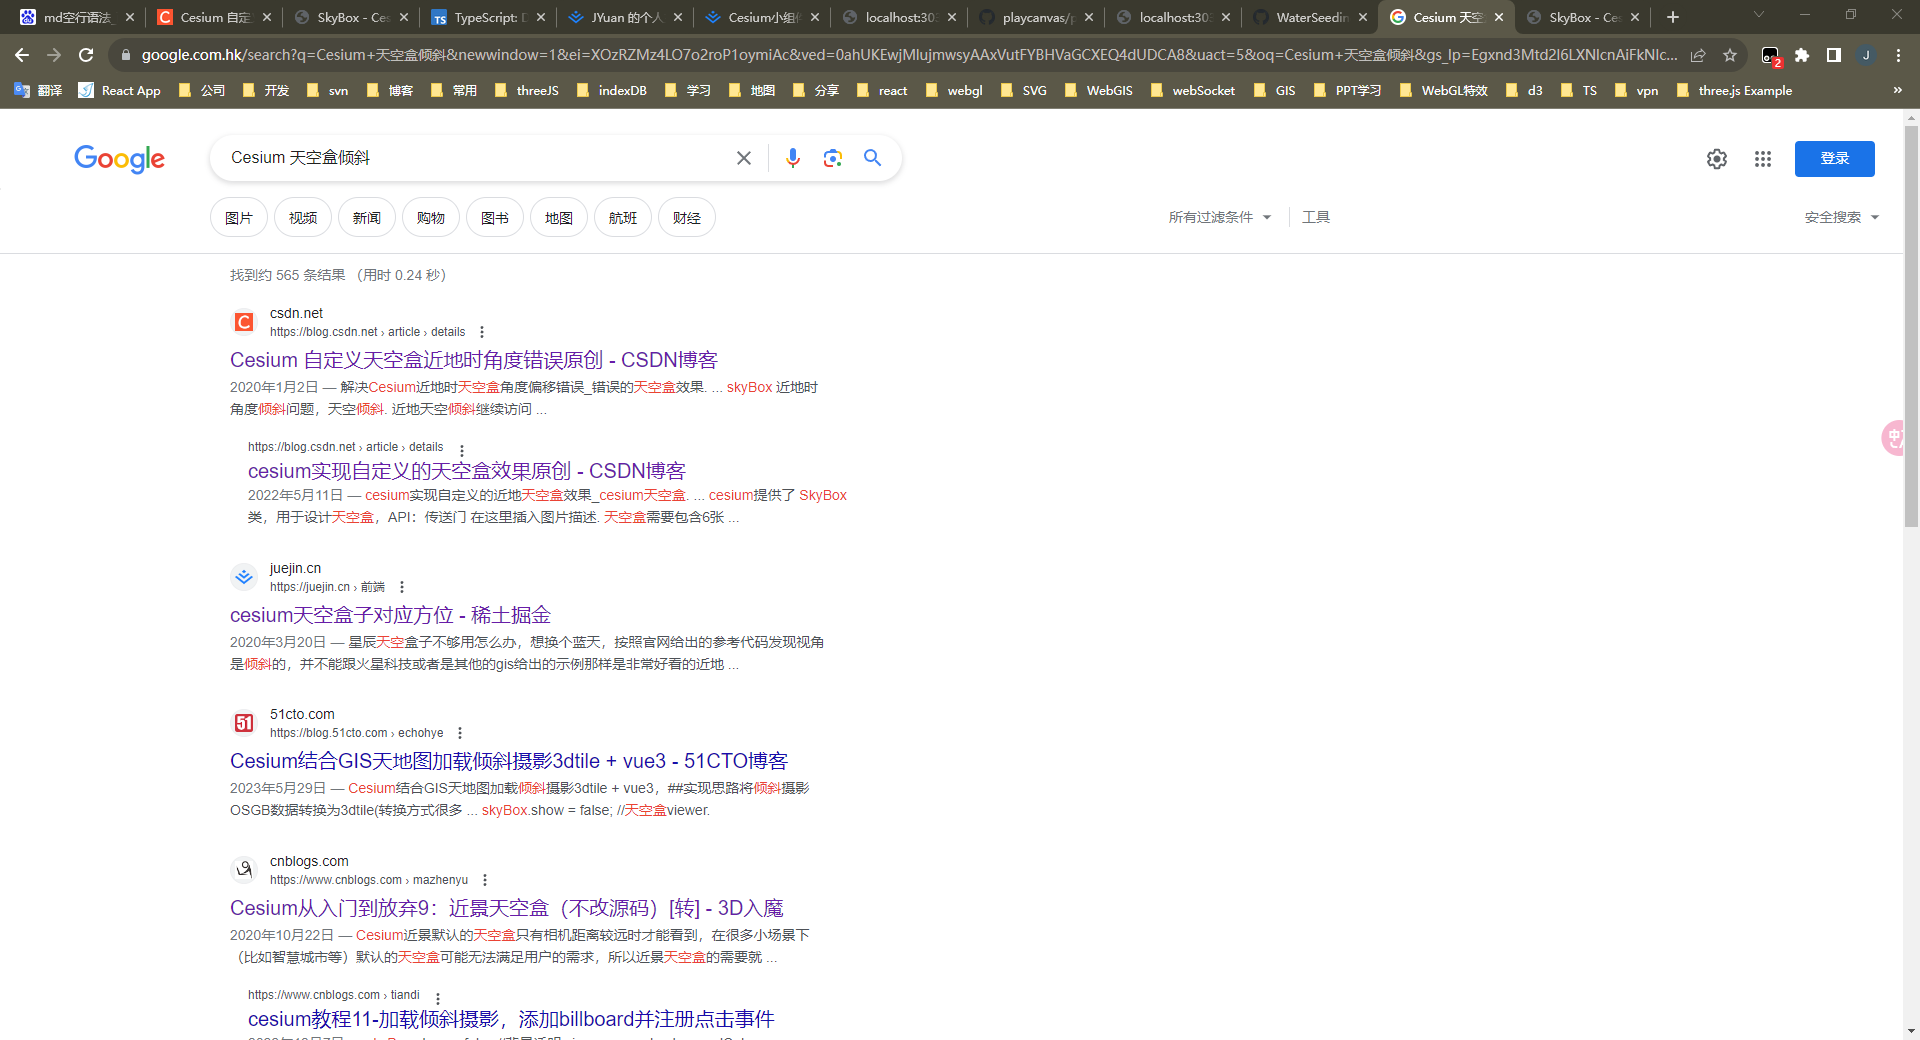 md空行语法_
Cesium 自定
SkyBox - Ces
TypeScript: D
JYuan 的个人
Cesium小组件
localhost:303
playcanvas/p
localhost:303
WaterSeedin
Cesium 天空
SkyBox - Ces
google.com.hk/search?q=Cesium+天空盒倾斜&newwindow=1&ei=XOzRZMz4LO7o2roP1oymiAc&ved=0ahUKEwjMlujmwsyAAxVutFYBHVaGCXEQ4dUDCA8&uact=5&oq=Cesium+天空盒倾斜&gs_lp=Egxnd3Mtd2l6LXNlcnAiFkNlc...
2
J
翻译
React App
公司
开发
svn
博客
常用
threeJS
indexDB
学习
地图
分享
react
webgl
SVG
WebGIS
webSocket
GIS
PPT学习
WebGL特效
d3
TS
vpn
three.js Example
»
Google
Cesium 天空盒倾斜
登录
图片
视频
新闻
购物
图书
地图
航班
财经
所有过滤条件
工具
安全搜索
找到约 565 条结果 （用时 0.24 秒）
csdn.net
https://blog.csdn.net › article › details
Cesium 自定义天空盒近地时角度错误原创 - CSDN博客
2020年1月2日 — 解决Cesium近地时天空盒角度偏移错误_错误的天空盒效果. ... skyBox 近地时
角度倾斜问题，天空倾斜. 近地天空倾斜继续访问 ...
https://blog.csdn.net › article › details
cesium实现自定义的天空盒效果原创 - CSDN博客
2022年5月11日 — cesium实现自定义的近地天空盒效果_cesium天空盒. ... cesium提供了 SkyBox
类，用于设计天空盒，API：传送门 在这里插入图片描述. 天空盒需要包含6张 ...
juejin.cn
https://juejin.cn › 前端
cesium天空盒子对应方位 - 稀土掘金
2020年3月20日 — 星辰天空盒子不够用怎么办，想换个蓝天，按照官网给出的参考代码发现视角
是倾斜的，并不能跟火星科技或者是其他的gis给出的示例那样是非常好看的近地 ...
51
51cto.com
https://blog.51cto.com › echohye
Cesium结合GIS天地图加载倾斜摄影3dtile + vue3 - 51CTO博客
2023年5月29日 — Cesium结合GIS天地图加载倾斜摄影3dtile + vue3，##实现思路将倾斜摄影
OSGB数据转换为3dtile(转换方式很多 ... skyBox.show = false; //天空盒viewer.
cnblogs.com
https://www.cnblogs.com › mazhenyu
Cesium从入门到放弃9：近景天空盒（不改源码）[转] - 3D入魔
2020年10月22日 — Cesium近景默认的天空盒只有相机距离较远时才能看到，在很多小场景下
（比如智慧城市等）默认的天空盒可能无法满足用户的需求，所以近景天空盒的需要就 ...
https://www.cnblogs.com › tiandi
cesium教程11-加载倾斜摄影，添加billboard并注册点击事件